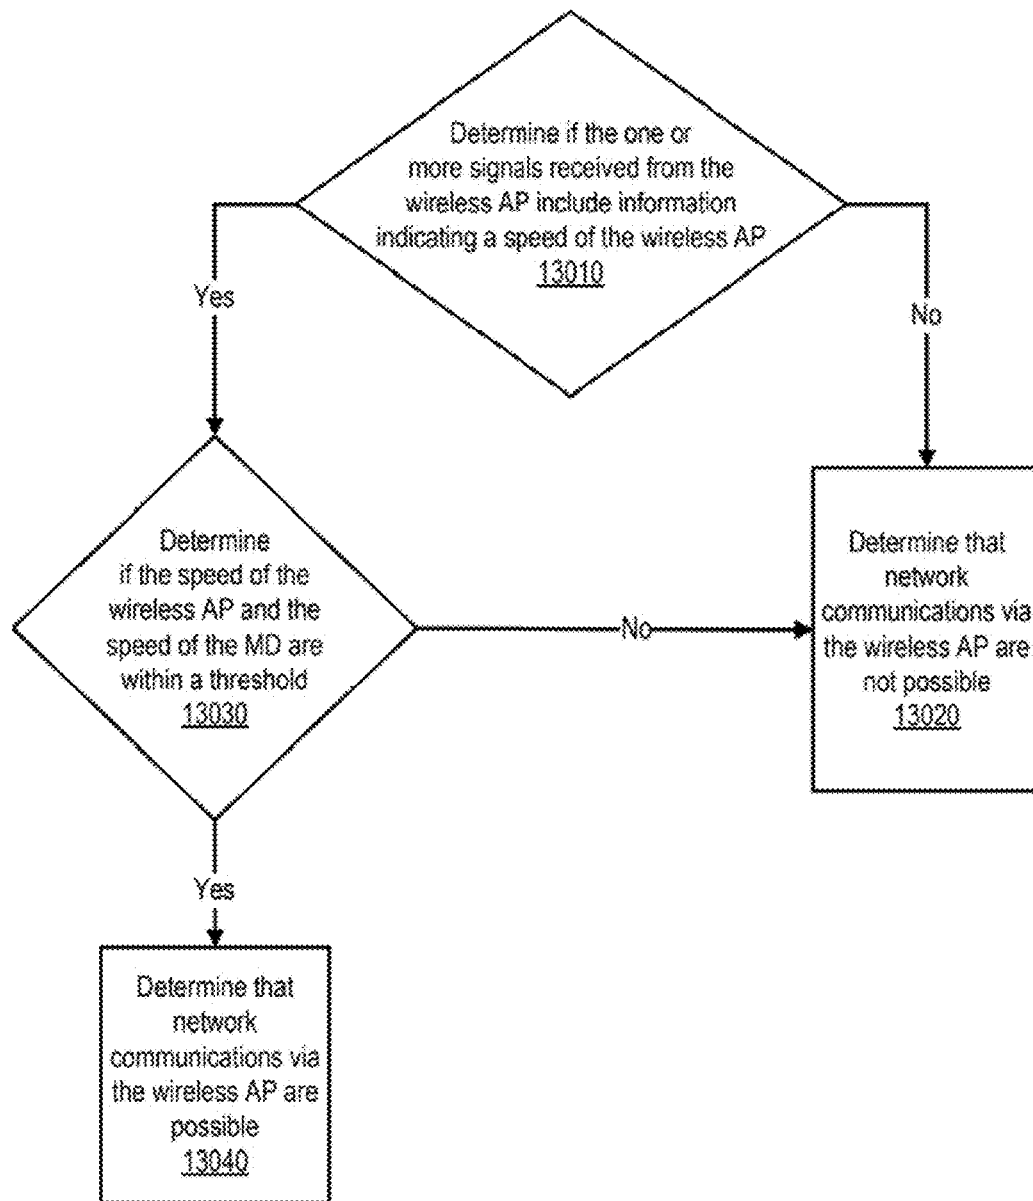 Determine if the one or
more signals received from the
wireless AP include information
indicating a speed of the wireless AP
13010
Yes
No
Determine
if the speed of the
wireless AP and the
speed of the MD are
within a threshold
13030
No
Determine that
network
communications via
the wireless AP are
not possible
13020
Yes
Determine that
network
communications via
the wireless AP are
possible
13040